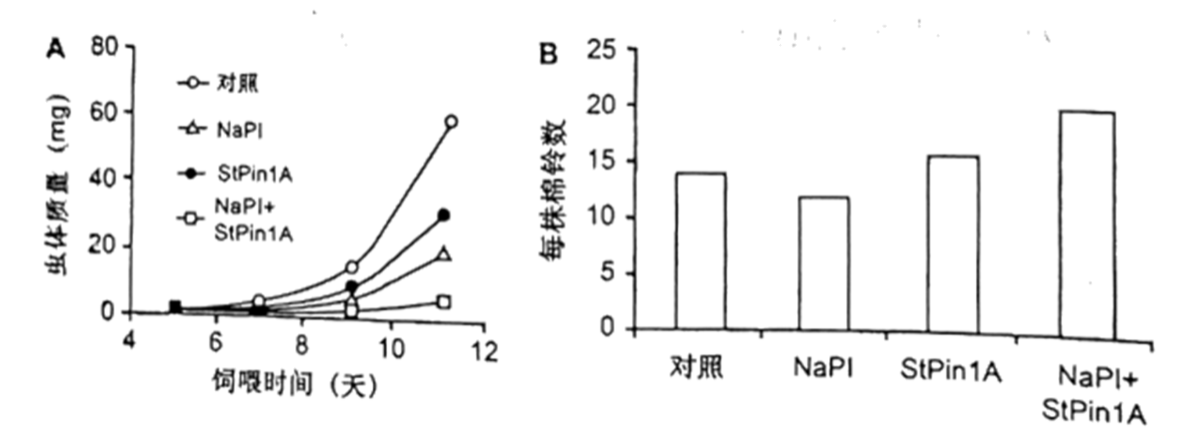 A
80
60
40
20
0
虫体质量 (mg)
对照
NaPI
StPin1A
NaPI+
StPin1A
4
6
8
10
12
饲喂时间 (天)
B
25
20
15
10
5
0
每株棉铃数
对照
NaPI
StPin1A
NaPI+
StPin1A